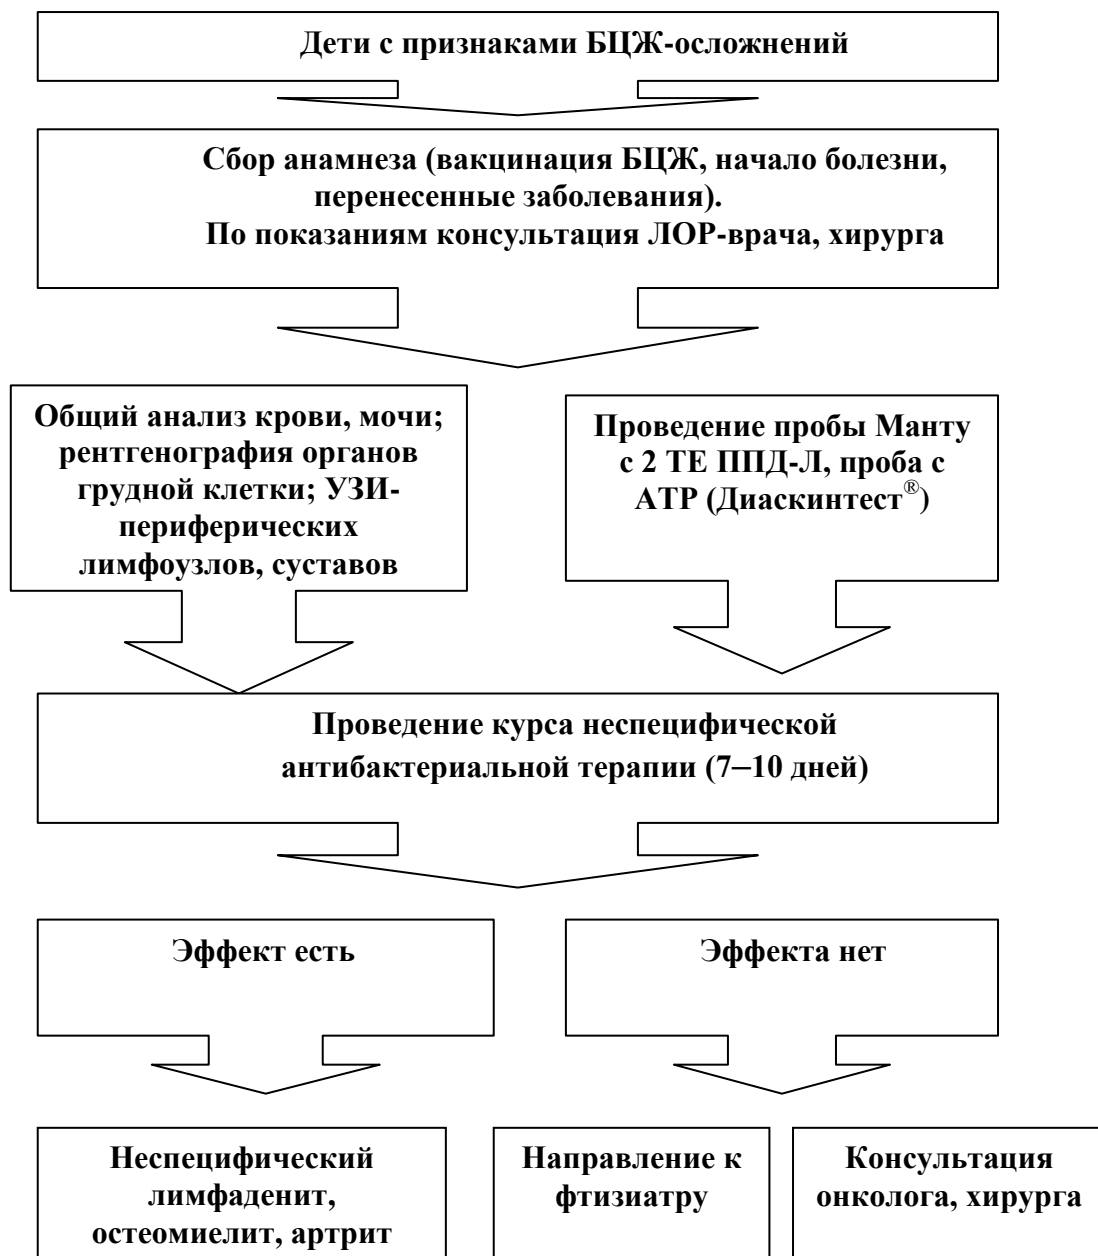 Дети с признаками БЦЖ-осложнений
Сбор анамнеза (вакцинация БЦЖ, начало болезни,
перенесенные заболевания).
По показаниям консультация ЛОР-врача, хирурга
Общий анализ крови, мочи;
рентгенография органов
грудной клетки; УЗИ-
периферических
лимфоузлов, суставов
Проведение пробы Манту
с 2 ТЕ ППД-Л, проба с
АТР (Диаскинтест®)
Проведение курса неспецифической
антибактериальной терапии (7–10 дней)
Эффект есть
Эффекта нет
Неспецифический
лимфаденит,
остеомиелит, артрит
Направление к
фтизиатру
Консультация
онколога, хирурга